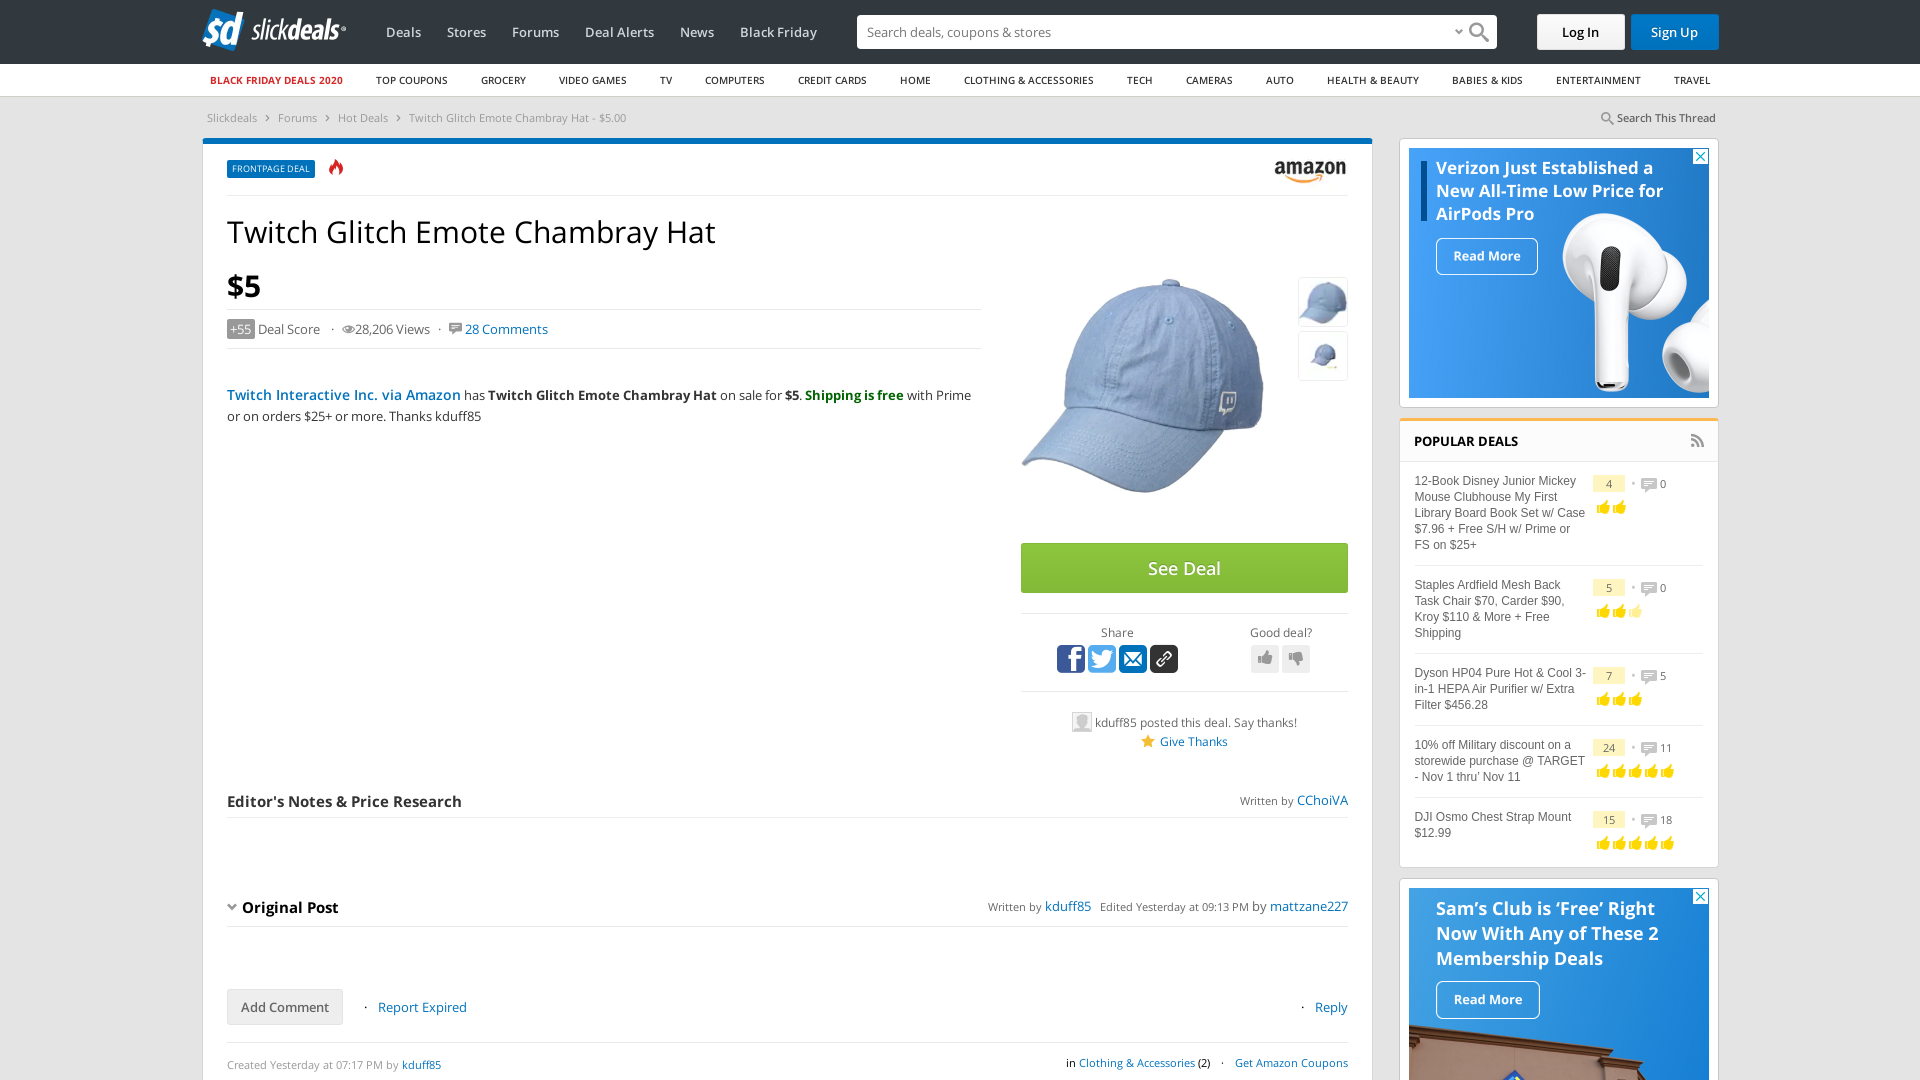 sd slickdeals
Deals Stores Forums Deal Alerts News Black Friday
Search deals, coupons & stores
Log In Sign Up
BLACK FRIDAY DEALS 2020 TOP COUPONS GROCERY VIDEO GAMES TV COMPUTERS CREDIT CARDS HOME CLOTHING & ACCESSORIES TECH CAMERAS AUTO HEALTH & BEAUTY BABIES & KIDS ENTERTAINMENT TRAVEL
Slickdeals › Forums › Hot Deals › Twitch Glitch Emote Chambray Hat - $5.00
Search This Thread
FRONTPAGE DEAL
amazon
Twitch Glitch Emote Chambray Hat
$5
+55 Deal Score · 28,206 Views · 28 Comments
Twitch Interactive Inc. via Amazon has Twitch Glitch Emote Chambray Hat on sale for $5. Shipping is free with Prime
or on orders $25+ or more. Thanks kduff85
See Deal
Share
Good deal?
kduff85 posted this deal. Say thanks!
Give Thanks
Editor's Notes & Price Research
Written by CChoiVA
Original Post
Written by kduff85 Edited Yesterday at 09:13 PM by mattzane227
Add Comment · Report Expired
· Reply
Created Yesterday at 07:17 PM by kduff85
in Clothing & Accessories (2) · Get Amazon Coupons
Verizon Just Established a
New All-Time Low Price for
AirPods Pro
Read More
POPULAR DEALS
12-Book Disney Junior Mickey
Mouse Clubhouse My First
Library Board Book Set w/ Case
$7.96 + Free S/H w/ Prime or
FS on $25+
4 • 0
Staples Ardfield Mesh Back
Task Chair $70, Carder $90,
Kroy $110 & More + Free
Shipping
5 • 0
Dyson HP04 Pure Hot & Cool 3-
in-1 HEPA Air Purifier w/ Extra
Filter $456.28
7 • 5
10% off Military discount on a
storewide purchase @ TARGET
- Nov 1 thru’ Nov 11
24 • 11
DJI Osmo Chest Strap Mount
$12.99
15 • 18
Sam’s Club is ‘Free’ Right
Now With Any of These 2
Membership Deals
Read More